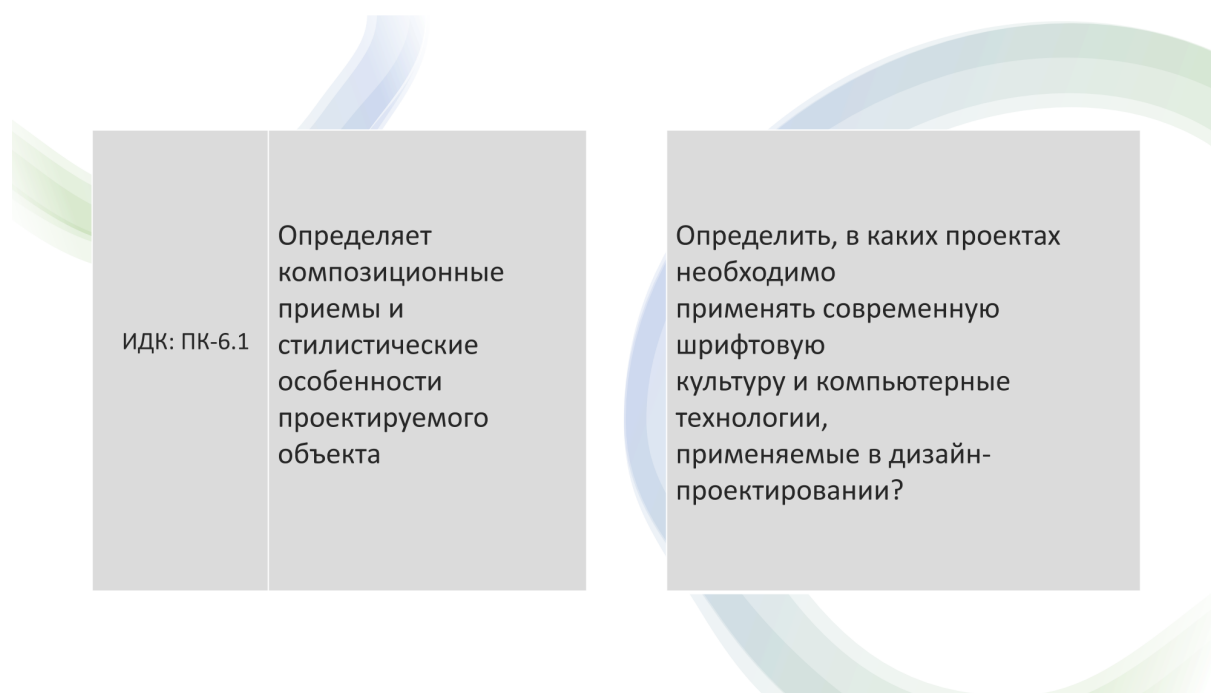 ИДК: ПК-6.1
Определяет
композиционные
приемы и
стилистические
особенности
проектируемого
объекта
Определить, в каких проектах
необходимо
применять современную
шрифтовую
культуру и компьютерные
технологии,
применяемые в дизайн-
проектировании?